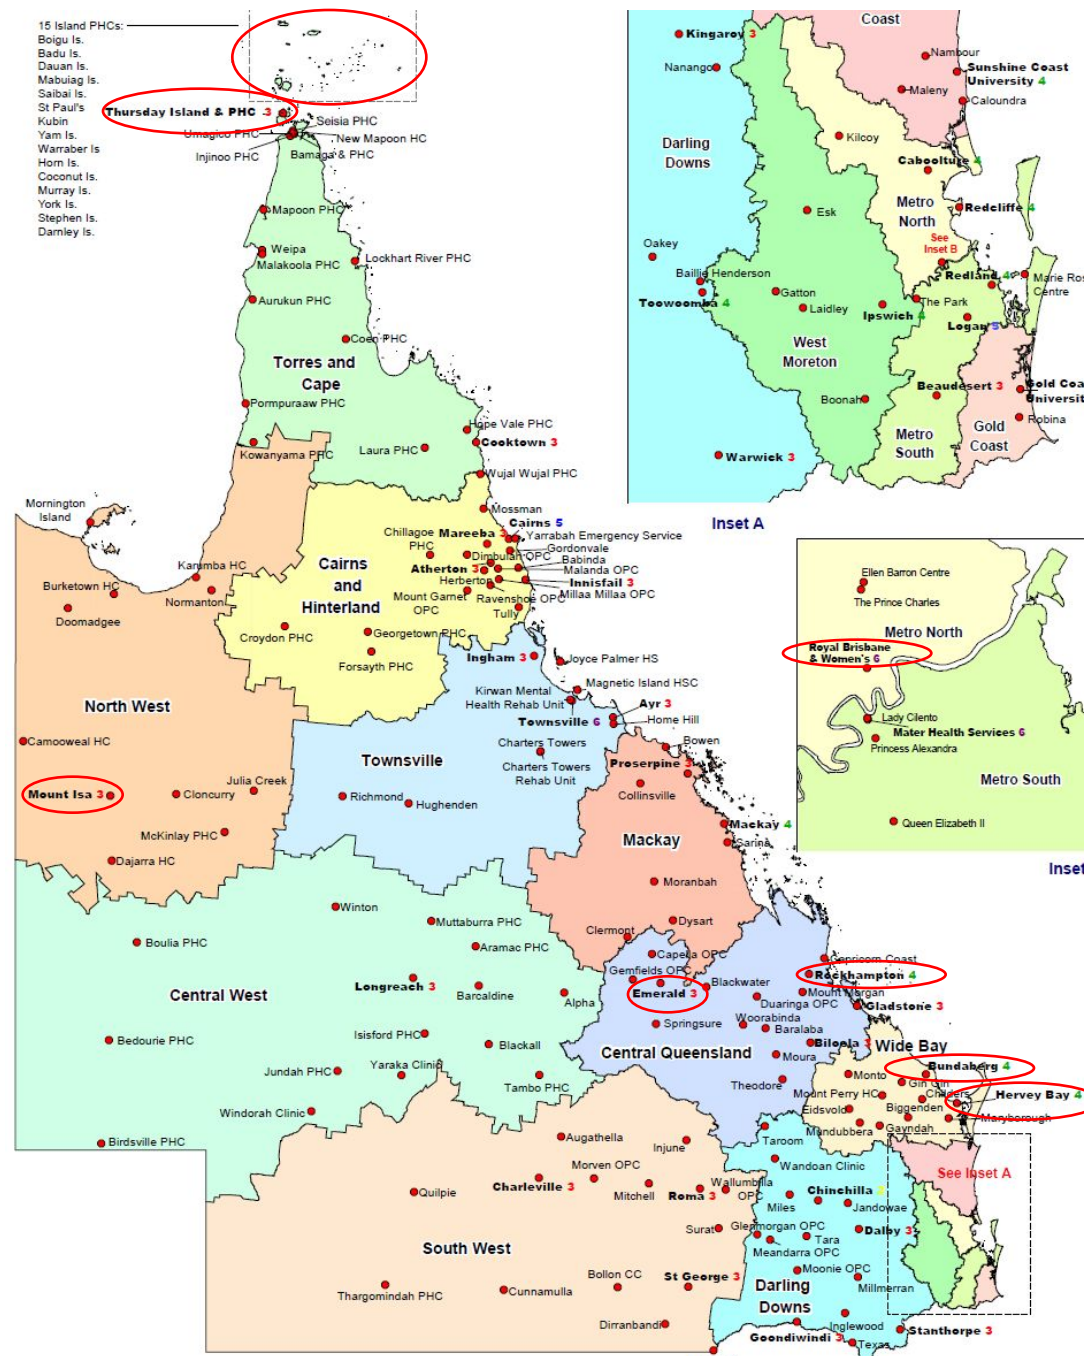 15 Island PHCs:
Boigu Is.
Badu Is.
Dauan Is.
Mabuiag Is.
Saibai Is.
St Paul's
Kubin
Yam Is.
Warraber Is
Horn Is.
Coconut Is.
Murray Is.
York Is.
Stephen Is.
Darnley Is.
Thursday Island & PHC 3
Seisia PHC
Umagico PHC
New Mapoon HC
Injinoo PHC
Bamaga & PHC
Mapoon PHC
Weipa
Malakoola PHC
Lockhart River PHC
Aurukun PHC
Coen PHC
Torres and
Cape
Pormpuraaw PHC
Hope Vale PHC
Cooktown 3
Laura PHC
Kowanyama PHC
Wujal Wujal PHC
Mornington
Island
Mossman
Cairns 5
Chillagoe
PHC
Mareeba 3
Yarrabah Emergency Service
Gordonvale
Dimbulah OPC
Babinda
Atherton 3
Malanda OPC
Herberton
Innisfail 3
Millaa Millaa OPC
Mount Garnet
OPC
Ravenshoe OPC
Tully
Cairns
and
Hinterland
Karumba HC
Burketown HC
Normanton
Doomadgee
Croydon PHC
Georgetown PHC
Forsayth PHC
Ingham 3
Joyce Palmer HS
Magnetic Island HSC
Kirwan Mental
Health Rehab Unit
Ayr 3
Townsville 6
Home Hill
North West
Camooweal HC
Charters Towers
Charters Towers
Rehab Unit
Bowen
Proserpine 3
Townsville
Collinsville
Julia Creek
Mount Isa 3
Cloncurry
Richmond
Hughenden
McKinlay PHC
Mackay 4
Mackay
Sarina
Dajarra HC
Moranbah
Winton
Muttaburra PHC
Dysart
Clermont
Boulia PHC
Aramac PHC
Capella OPC
Capricorn Coast
Gemfields OPC
Rockhampton 4
Central West
Longreach 3
Barcaldine
Alpha
Emerald 3
Blackwater
Mount Morgan
Duaringa OPC
Gladstone 3
Isisford PHC
Springsure
Woorabinda
Baralaba
Bedourie PHC
Blackall
Central Queensland
Biloela 3
Wide Bay
Moura
Jundah PHC
Yaraka Clinic
Tambo PHC
Theodore
Monto
Bundaberg 4
Gin Gin
Mount Perry HC
Childers
Hervey Bay 4
Windorah Clinic
Eidsvold
Biggenden
Maryborough
Mundubbera
Gayndah
Birdsville PHC
Augathella
Injune
Taroom
Morven OPC
Wandoan Clinic
See Inset A
Quilpie
Charleville 3
Mitchell
Roma 3
Wallumbilla
OPC
Chinchilla 3
Miles
Jandowae
Surat
Glenmorgan OPC
Tara
Dalby 3
South West
Meandarra OPC
Bollon CC
St George 3
Moonie OPC
Millmerran
Thargomindah PHC
Cunnamulla
Darling
Downs
Dirranbandi
Inglewood
Goondiwindi 3
Stanthorpe 3
Texas
Coast
Kingaroy 3
Nambour
Nanango
Sunshine Coast
University 4
Maleny
Caloundra
Darling
Downs
Kilcoy
Caboolture 4
Metro
North
Esk
Redcliffe 4
See
Inset B
Oakey
Baillie Henderson
Redland 4
Marie Ros
Centre
Toowoomba 4
Gatton
Laidley
Ipswich 4
The Park
Logan 5
West
Moreton
Beaudesert 3
Gold Coa
University
Boonah
Robina
Metro
South
Gold
Coast
Warwick 3
Inset A
Ellen Barron Centre
The Prince Charles
Metro North
Royal Brisbane
& Women's 6
Lady Cilento
Mater Health Services 6
Princess Alexandra
Metro South
Queen Elizabeth II
Inset